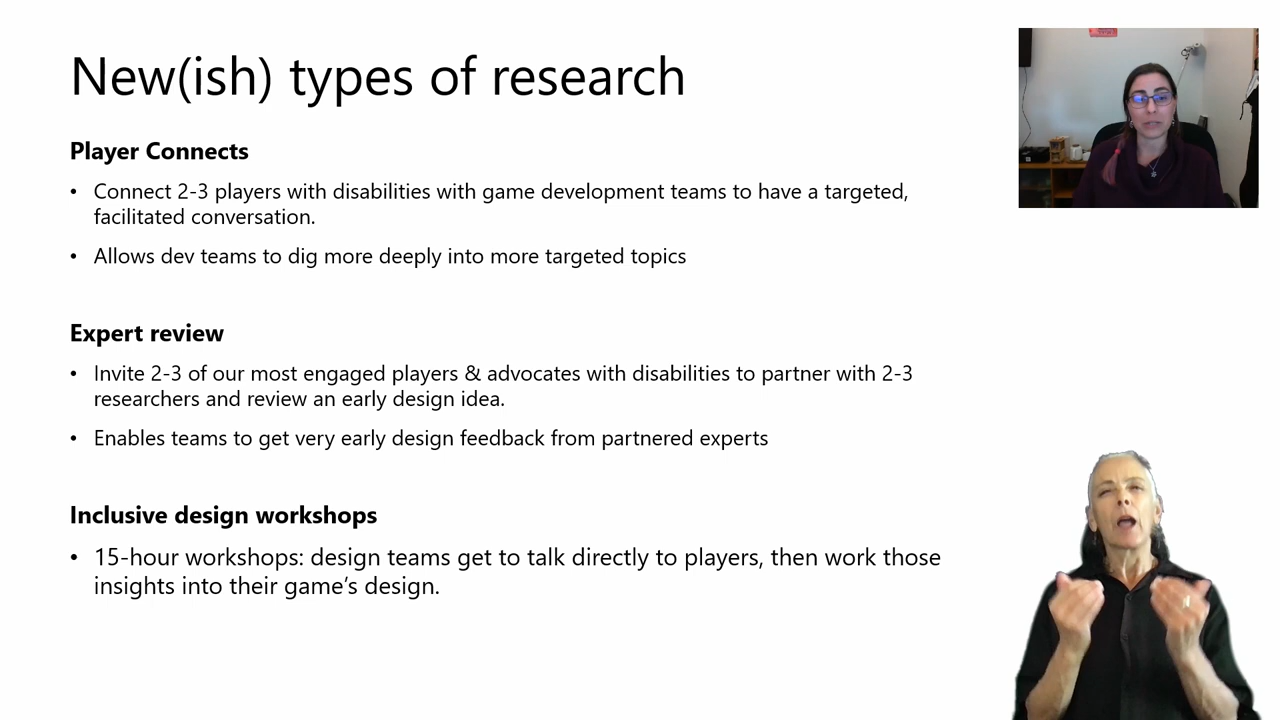 New(ish) types of research
Player Connects
• Connect 2-3 players with disabilities with game development teams to have a targeted,
facilitated conversation.
• Allows dev teams to dig more deeply into more targeted topics
Expert review
• Invite 2-3 of our most engaged players & advocates with disabilities to partner with 2-3
researchers and review an early design idea.
• Enables teams to get very early design feedback from partnered experts
Inclusive design workshops
• 15-hour workshops: design teams get to talk directly to players, then work those
insights into their game’s design.